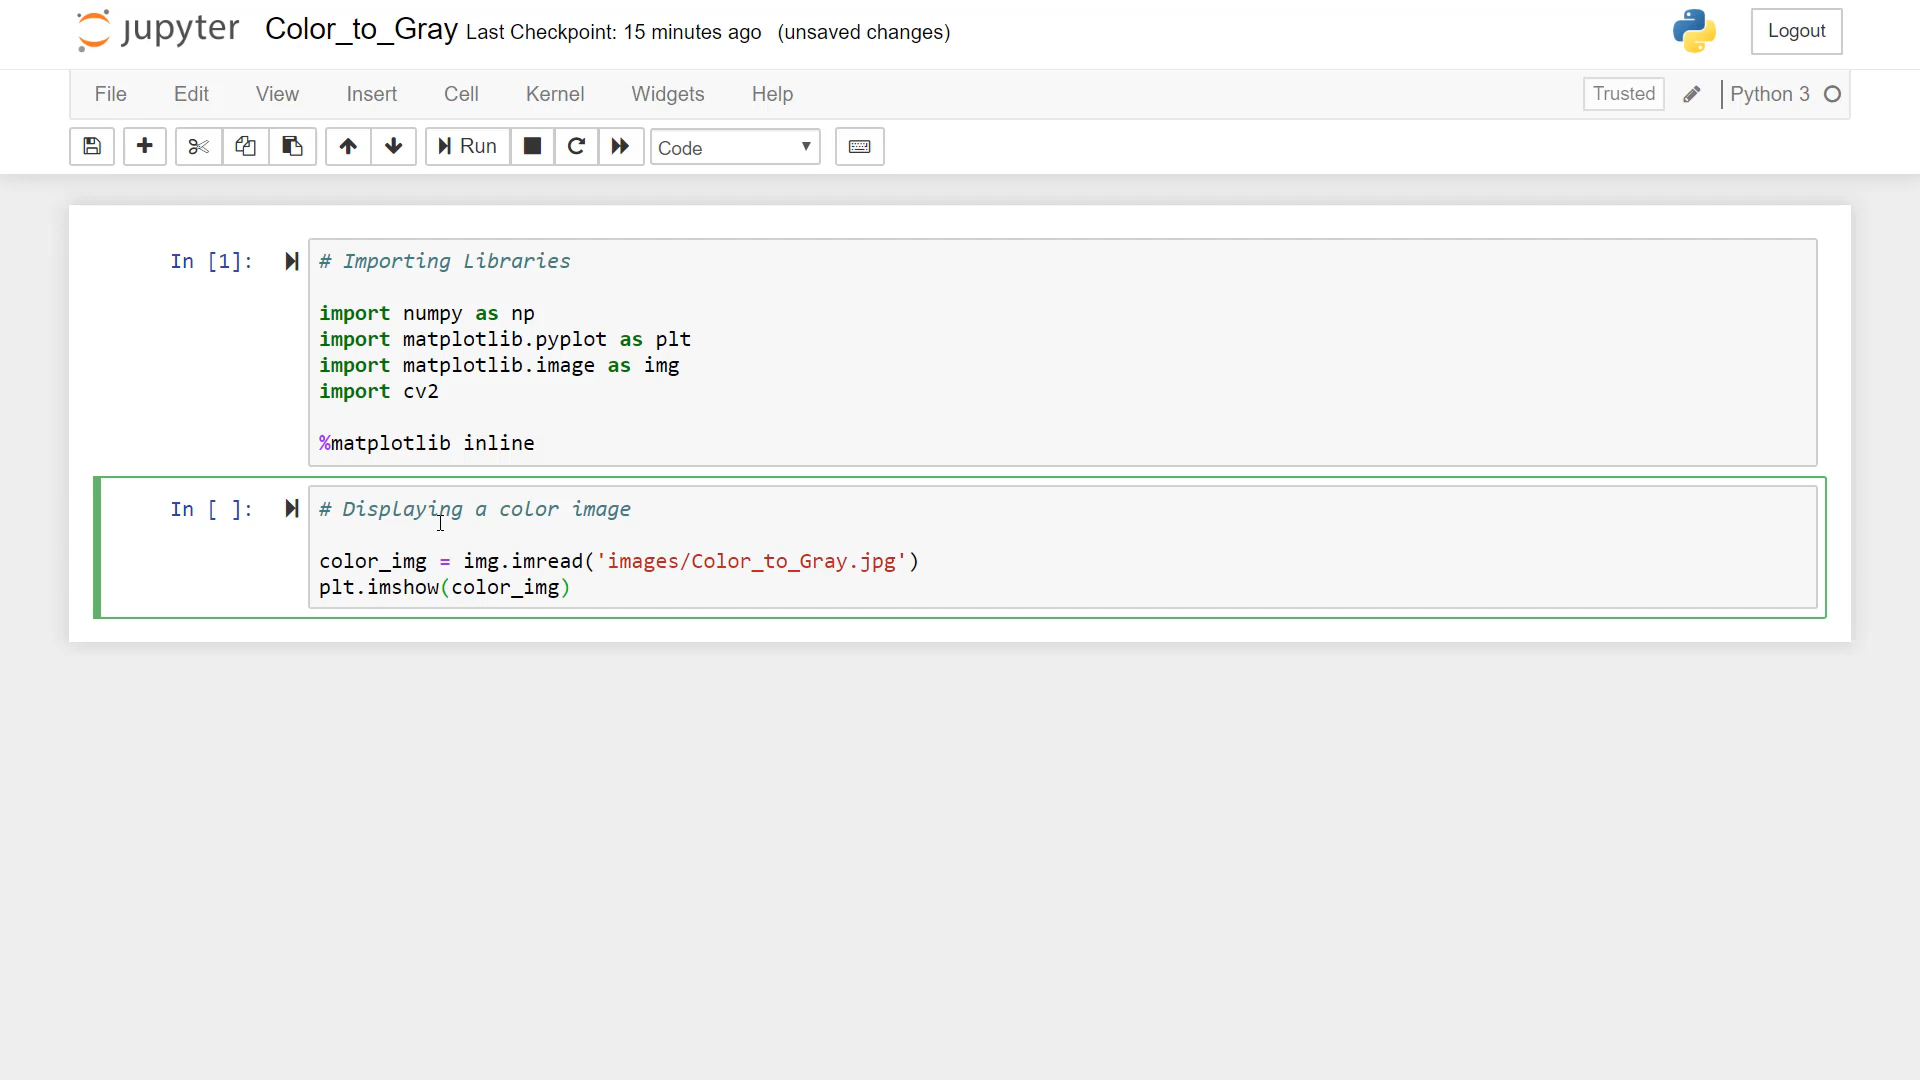 jupyter Color_to_Gray Last Checkpoint: 15 minutes ago (unsaved changes) Logout
File Edit View Insert Cell Kernel Widgets Help Trusted Python 3
Run Code
In [1]: # Importing Libraries
import numpy as np
import matplotlib.pyplot as plt
import matplotlib.image as img
import cv2
%matplotlib inline
In [ ]: # Displaying a color image
color_img = img.imread('images/Color_to_Gray.jpg')
plt.imshow(color_img)